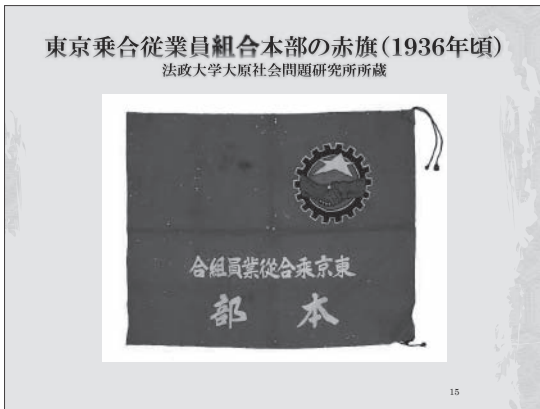 東京乗合従業員組合本部の赤旗(1936年頃)
法政大学大原社会問題研究所所蔵
東京乘合從業員組合
本部
15